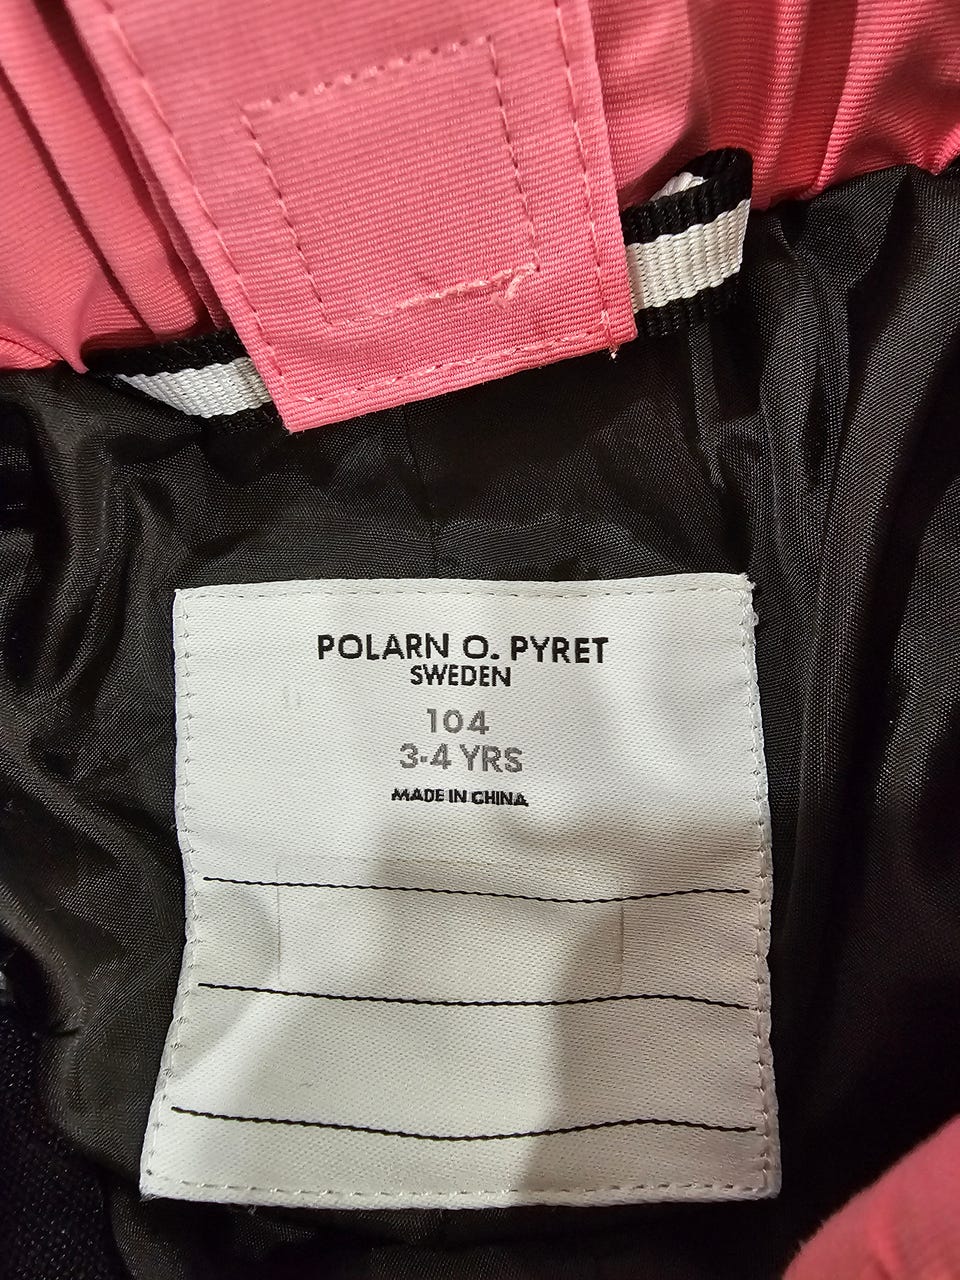 POLARN O. PYRET
SWEDEN
104
3-4 YRS
MADE IN CHINA